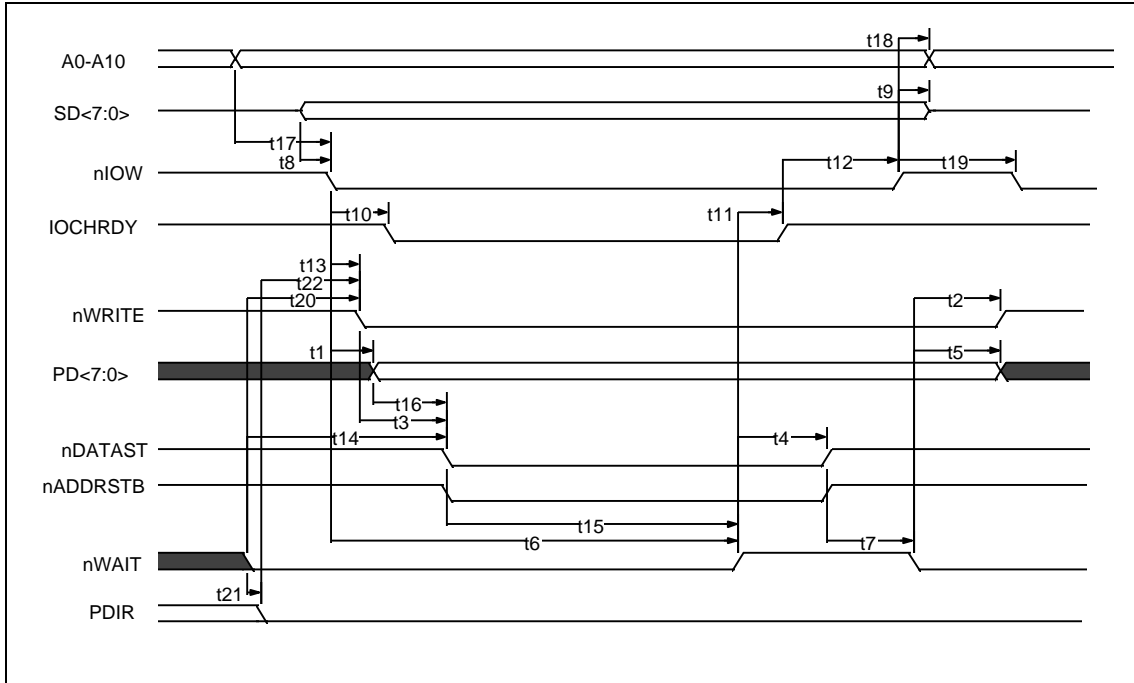 t18
A0-A10
t9
SD<7:0>
t17
t8
t12
t19
nIOW
t10
t11
IOCHRDY
t13
t22
t20
t2
nWRITE
t1
t5
PD<7:0>
t16
t3
t14
t4
nDATAST
nADDRSTB
t15
t6
t7
nWAIT
t21
PDIR